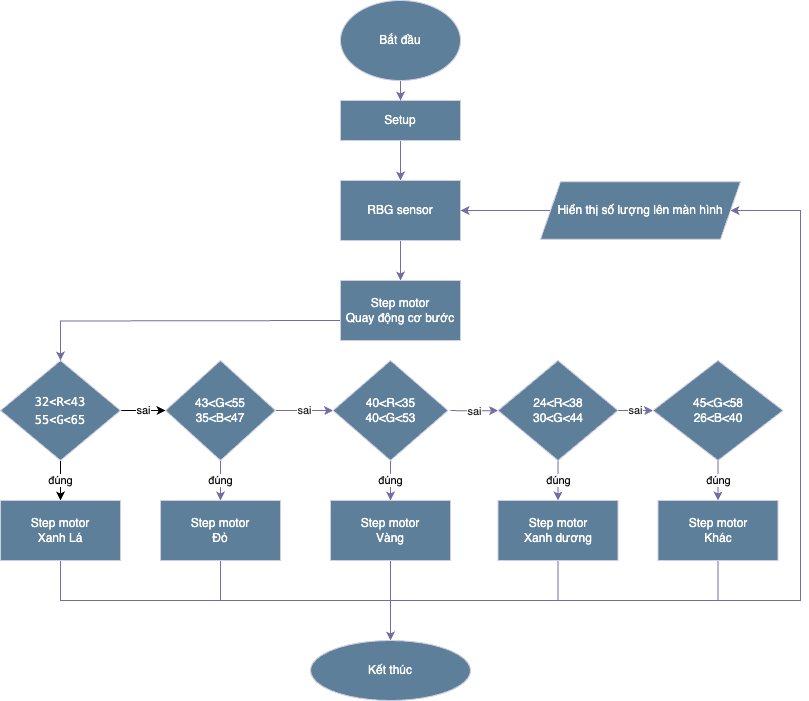 Bắt đầu
Setup
RBG sensor
Hiển thị số lượng lên màn hình
Step motor
Quay động cơ bước
32<R<43
55<G<65
sai
43<G<55
35<B<47
sai
40<R<35
40<G<53
sai
24<R<38
30<G<44
sai
45<G<58
26<B<40
đúng
đúng
đúng
đúng
đúng
Step motor
Xanh Lá
Step motor
Đỏ
Step motor
Vàng
Step motor
Xanh dương
Step motor
Khác
Kết thúc